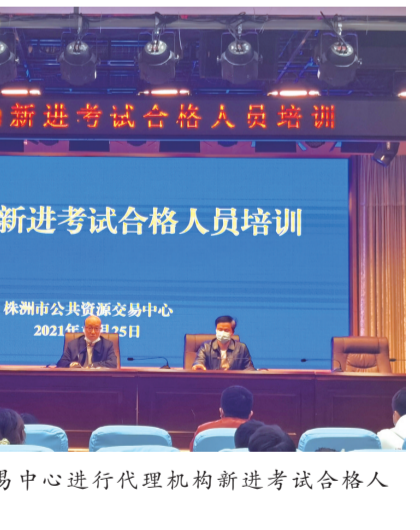 新进考试合格人员培训
新进考试合格人员培训
株洲市公共资源交易中心
2021年 月25日
易中心进行代理机构新进考试合格人